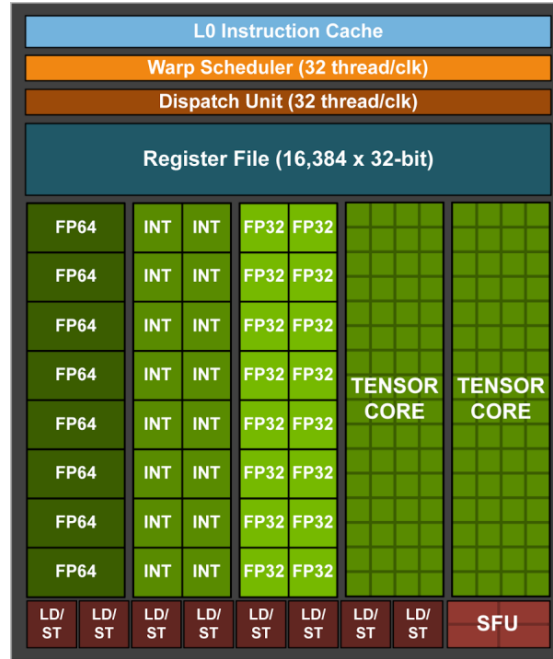 L0 Instruction Cache
Warp Scheduler (32 thread/clk)
Dispatch Unit (32 thread/clk)
Register File (16,384 x 32-bit)
FP64 INT INT FP32 FP32
FP64 INT INT FP32 FP32
FP64 INT INT FP32 FP32
FP64 INT INT FP32 FP32
TENSOR TENSOR
CORE CORE
FP64 INT INT FP32 FP32
FP64 INT INT FP32 FP32
FP64 INT INT FP32 FP32
FP64 INT INT FP32 FP32
LD/ LD/ LD/ LD/ LD/ LD/ LD/ LD/ SFU
ST ST ST ST ST ST ST ST